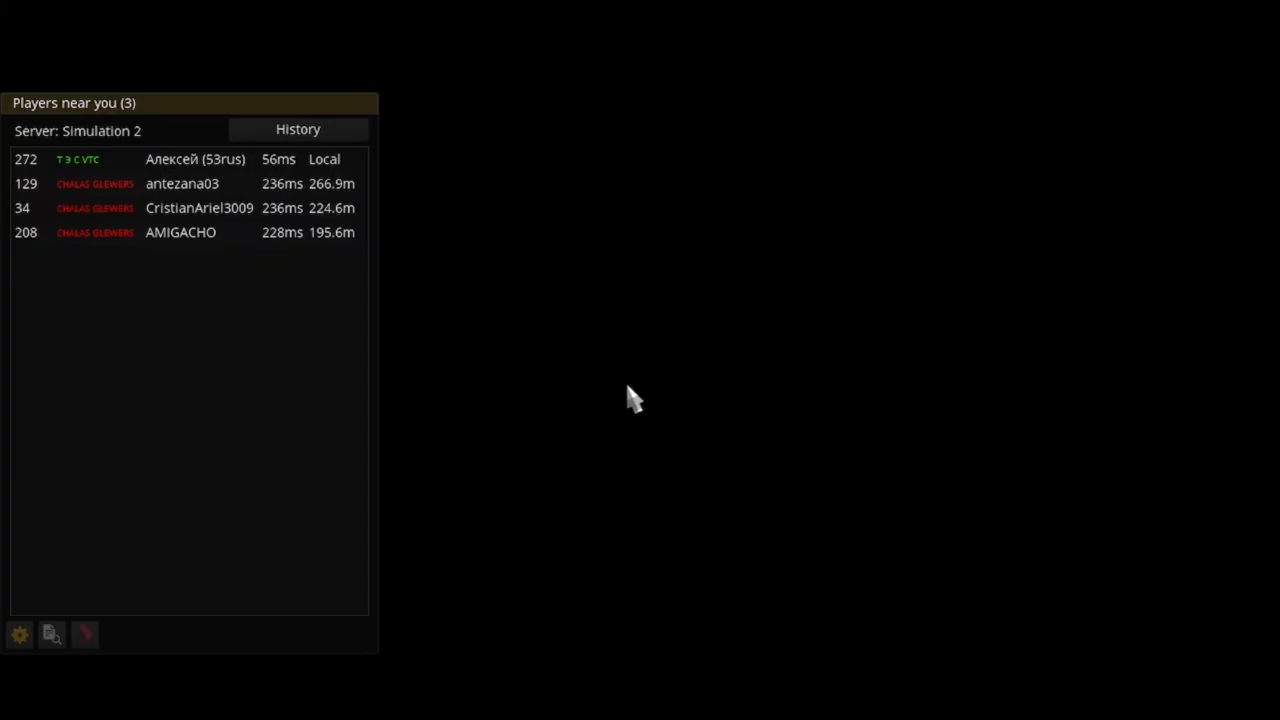 Players near you (3)
Server: Simulation 2 History
272 Т Э С VTC Алексей (53rus) 56ms Local
129 CHALAS GLEWERS antezana03 236ms 266.9m
34 CHALAS GLEWERS CristianAriel3009 236ms 224.6m
208 CHALAS GLEWERS AMIGACHO 228ms 195.6m